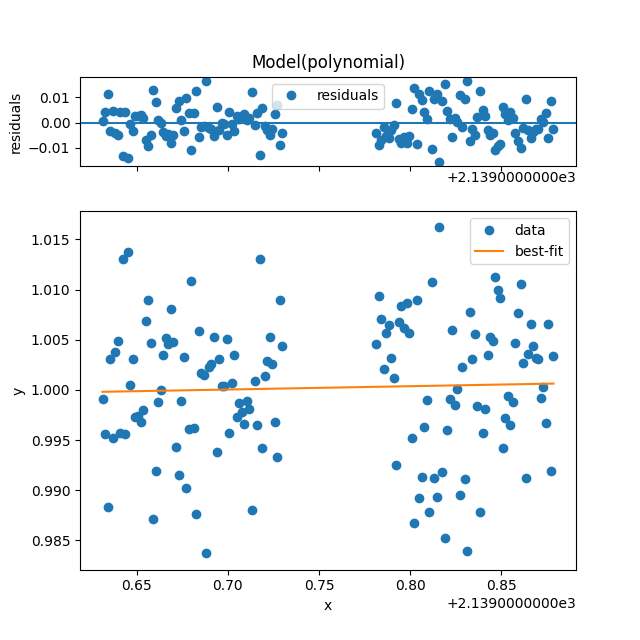 Model(polynomial)
residuals
0.01
0.00
−0.01
residuals
+2.1390000000e3
y
1.015
1.010
1.005
1.000
0.995
0.990
0.985
data
best-fit
0.65 0.70 0.75 0.80 0.85
x
+2.1390000000e3